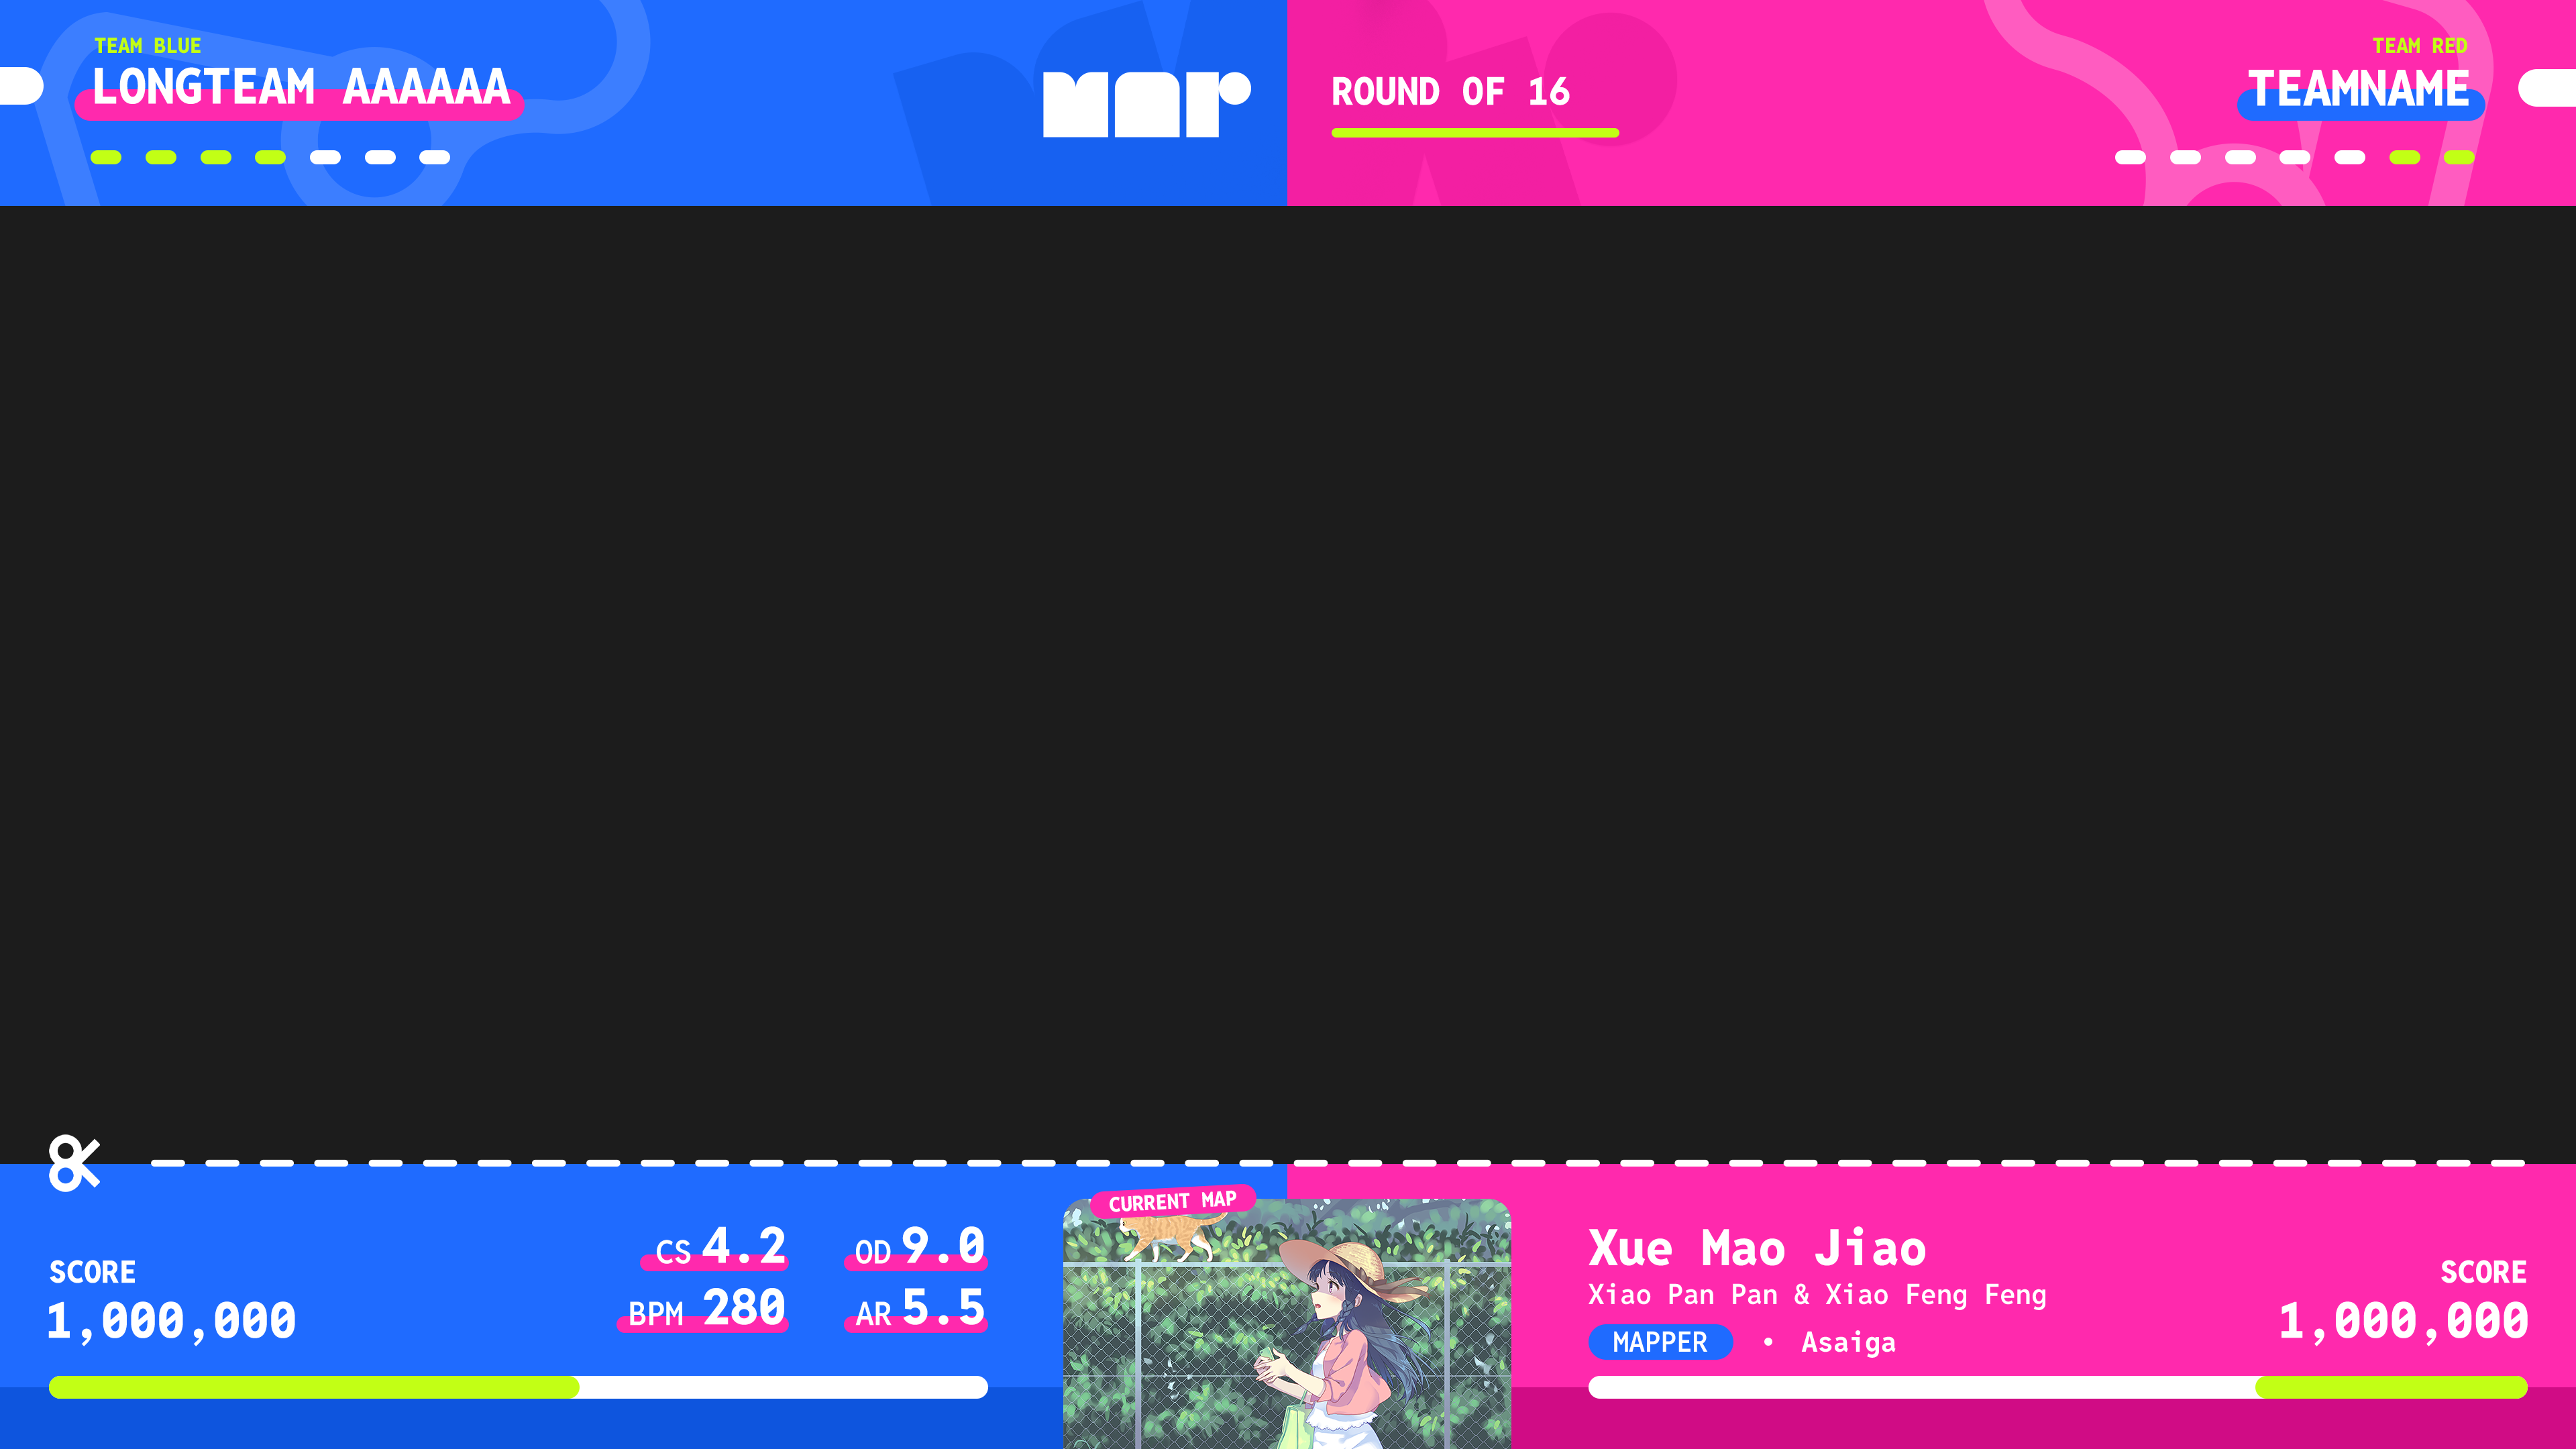 TEAM BLUE
LONGTEAM AAAAAA
mnr
ROUND OF 16
TEAM RED
TEAMNAME
SCORE
1,000,000
CS 4.2
OD 9.0
BPM 280
AR 5.5
CURRENT MAP
Xue Mao Jiao
Xiao Pan Pan & Xiao Feng Feng
MAPPER • Asaiga
SCORE
1,000,000